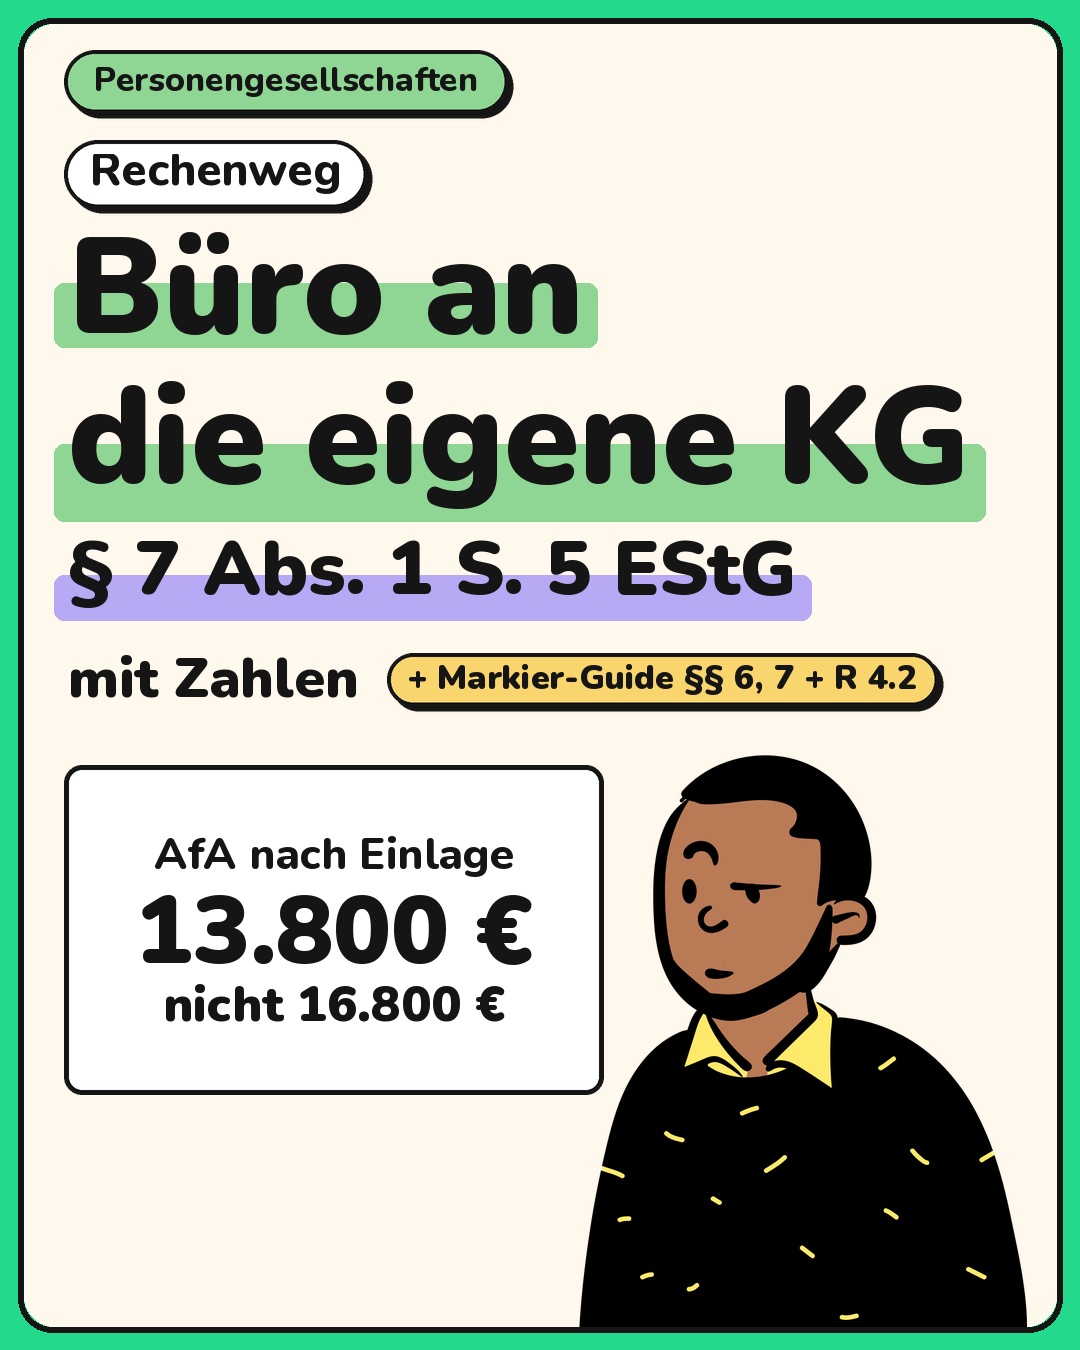 Personengesellschaften
Rechenweg
Büro an
die eigene KG
§ 7 Abs. 1 S. 5 EStG
mit Zahlen
+ Markier-Guide §§ 6, 7 + R 4.2
AfA nach Einlage
13.800 €
nicht 16.800 €